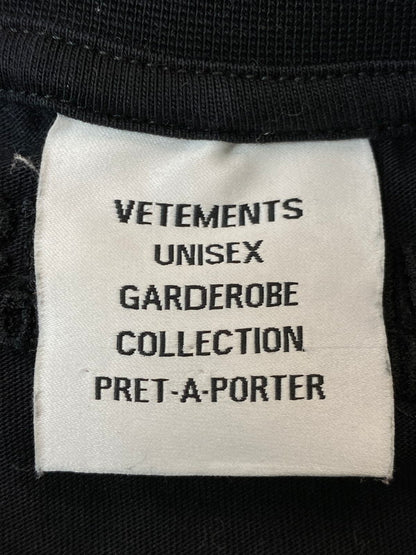 VETEMENTS
UNISEX
GARDEROBE
COLLECTION
PRET-A-PORTER